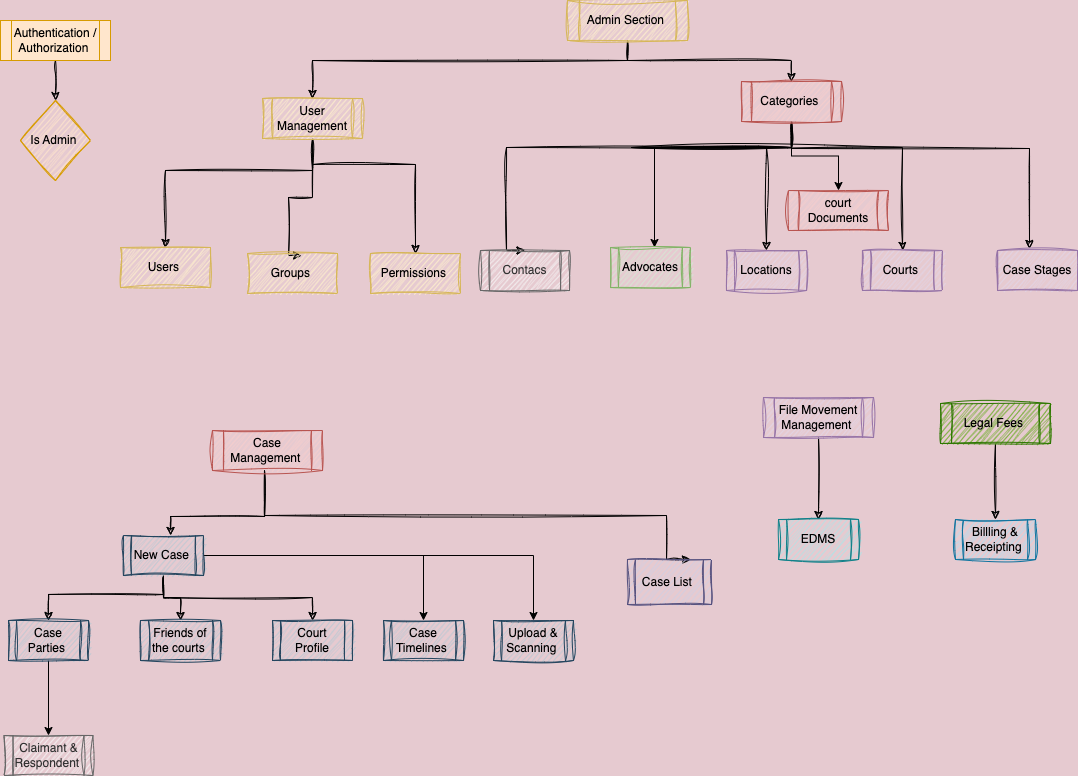 Authentication /
Authorization
Is Admin
Admin Section
User
Management
Categories
Users
Groups
Permissions
court
Documents
Contacs
Advocates
Locations
Courts
Case Stages
Case
Management
New Case
Case List
Case
Parties
Friends of
the courts
Court
Profile
Case
Timelines
Upload &
Scanning
Claimant &
Respondent
File Movement
Management
EDMS
Legal Fees
Billling &
Receipting